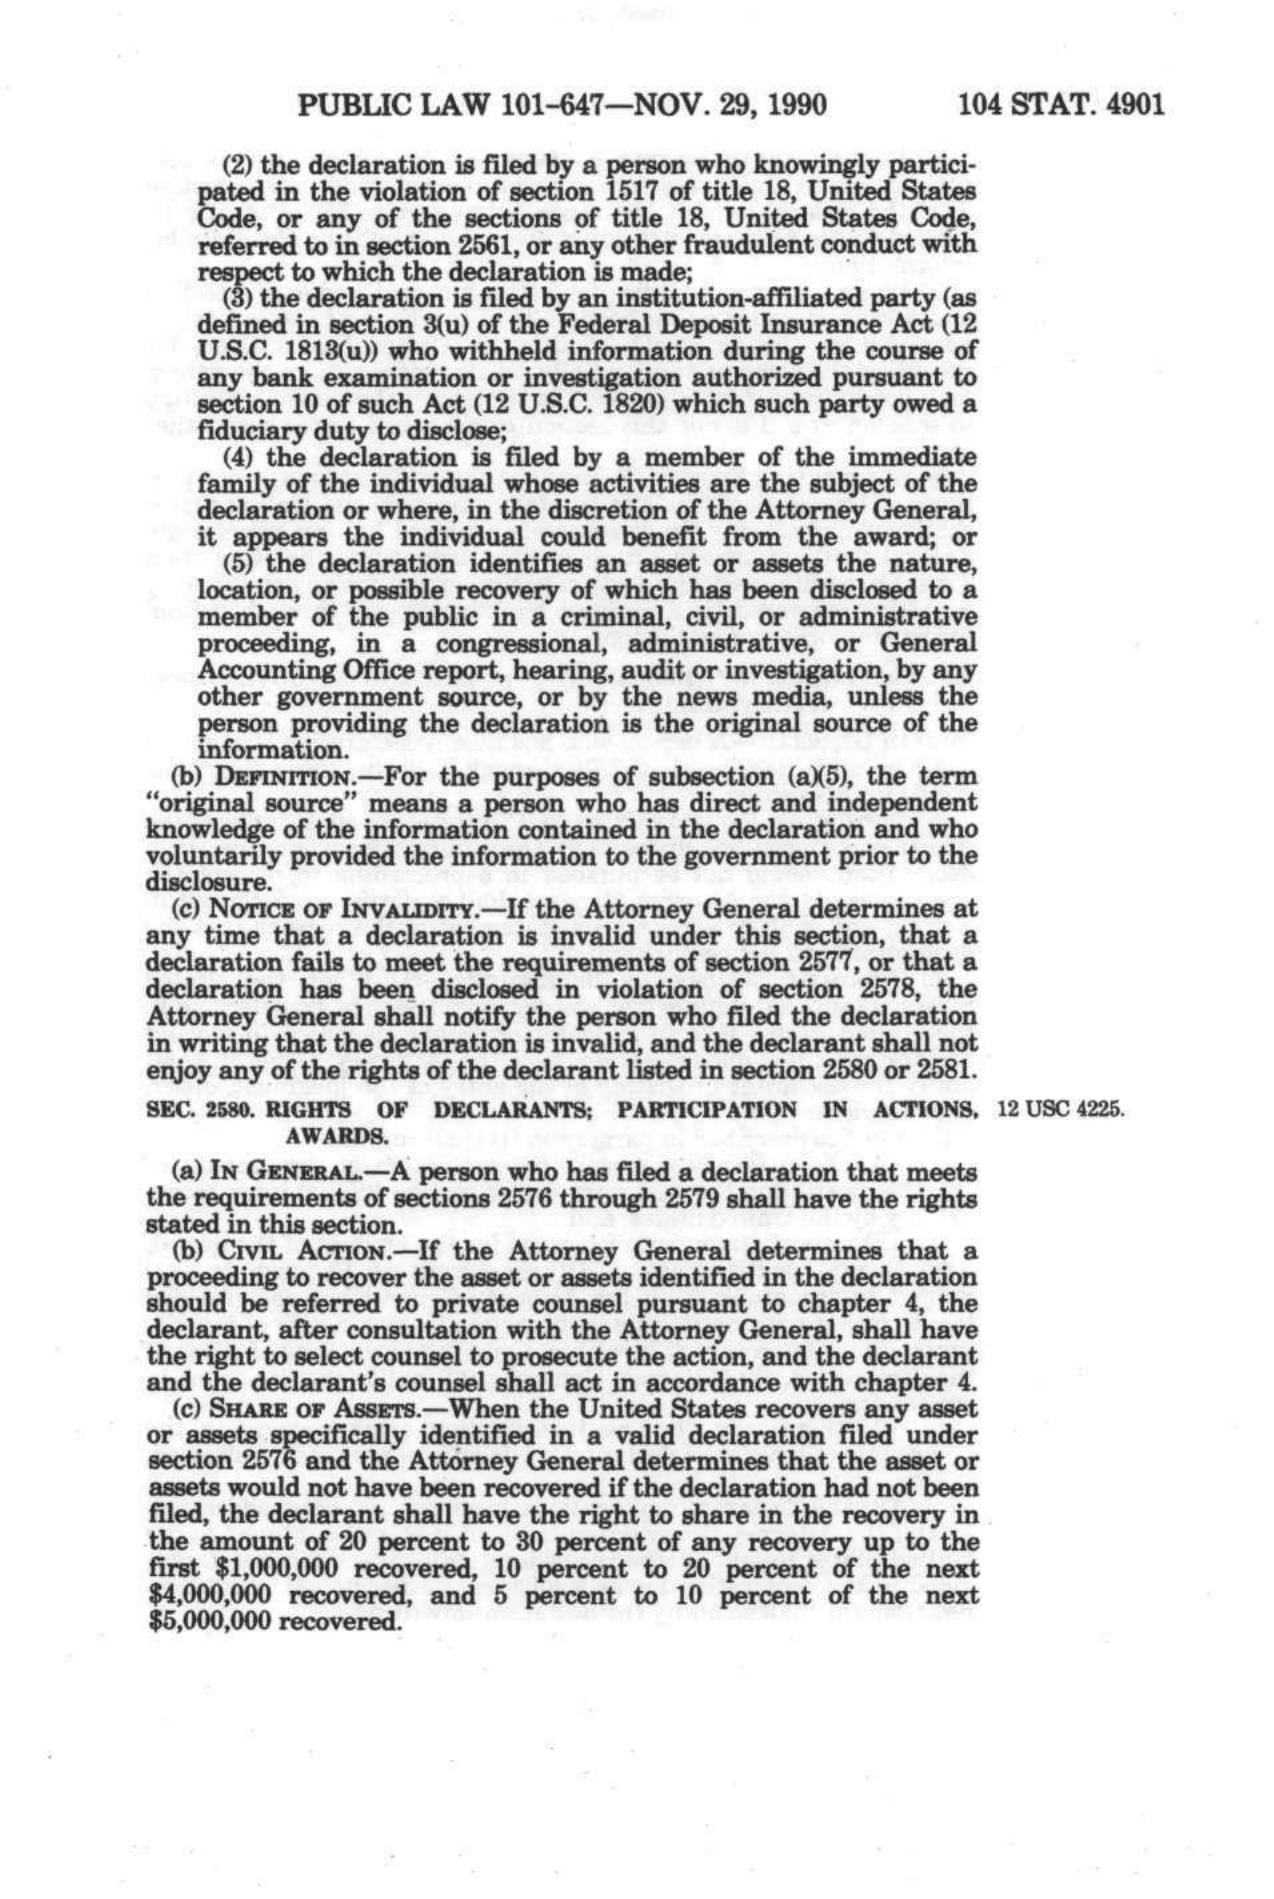 PUBLIC LAW 101–647—NOV. 29, 1990 104 STAT. 4901
(2) the declaration is filed by a person who knowingly partici-
pated in the violation of section 1517 of title 18, United States
Code, or any of the sections of title 18, United States Code,
referred to in section 2561, or any other fraudulent conduct with
respect to which the declaration is made;
(3) the declaration is filed by an institution-affiliated party (as
defined in section 3(u) of the Federal Deposit Insurance Act (12
U.S.C. 1813(u)) who withheld information during the course of
any bank examination or investigation authorized pursuant to
section 10 of such Act (12 U.S.C. 1820) which such party owed a
fiduciary duty to disclose;
(4) the declaration is filed by a member of the immediate
family of the individual whose activities are the subject of the
declaration or where, in the discretion of the Attorney General,
it appears the individual could benefit from the award; or
(5) the declaration identifies an asset or assets the nature,
location, or possible recovery of which has been disclosed to a
member of the public in a criminal, civil, or administrative
proceeding, in a congressional, administrative, or General
Accounting Office report, hearing, audit or investigation, by any
other government source, or by the news media, unless the
person providing the declaration is the original source of the
information.
(b) DEFINITION.—For the purposes of subsection (a)(5), the term
“original source” means a person who has direct and independent
knowledge of the information contained in the declaration and who
voluntarily provided the information to the government prior to the
disclosure.
(c) NOTICE OF INVALIDITY.—If the Attorney General determines at
any time that a declaration is invalid under this section, that a
declaration fails to meet the requirements of section 2577, or that a
declaration has been disclosed in violation of section 2578, the
Attorney General shall notify the person who filed the declaration
in writing that the declaration is invalid, and the declarant shall not
enjoy any of the rights of the declarant listed in section 2580 or 2581.
SEC. 2580. RIGHTS OF DECLARANTS; PARTICIPATION IN ACTIONS, 12 USC 4225.
AWARDS.
(a) IN GENERAL.—A person who has filed a declaration that meets
the requirements of sections 2576 through 2579 shall have the rights
stated in this section.
(b) CIVIL ACTION.—If the Attorney General determines that a
proceeding to recover the asset or assets identified in the declaration
should be referred to private counsel pursuant to chapter 4, the
declarant, after consultation with the Attorney General, shall have
the right to select counsel to prosecute the action, and the declarant
and the declarant's counsel shall act in accordance with chapter 4.
(c) SHARE OF ASSETS.—When the United States recovers any asset
or assets specifically identified in a valid declaration filed under
section 2576 and the Attorney General determines that the asset or
assets would not have been recovered if the declaration had not been
filed, the declarant shall have the right to share in the recovery in
the amount of 20 percent to 30 percent of any recovery up to the
first $1,000,000 recovered, 10 percent to 20 percent of the next
$4,000,000 recovered, and 5 percent to 10 percent of the next
$5,000,000 recovered.